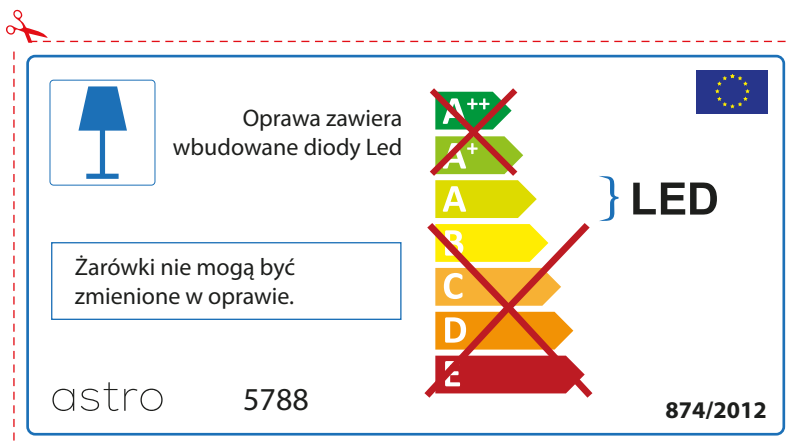 Oprawa zawiera
wbudowane diody Led
A++
A+
A
B
C
D
E
LED
Żarówki nie mogą być
zmienione w oprawie.
astro 5788
874/2012